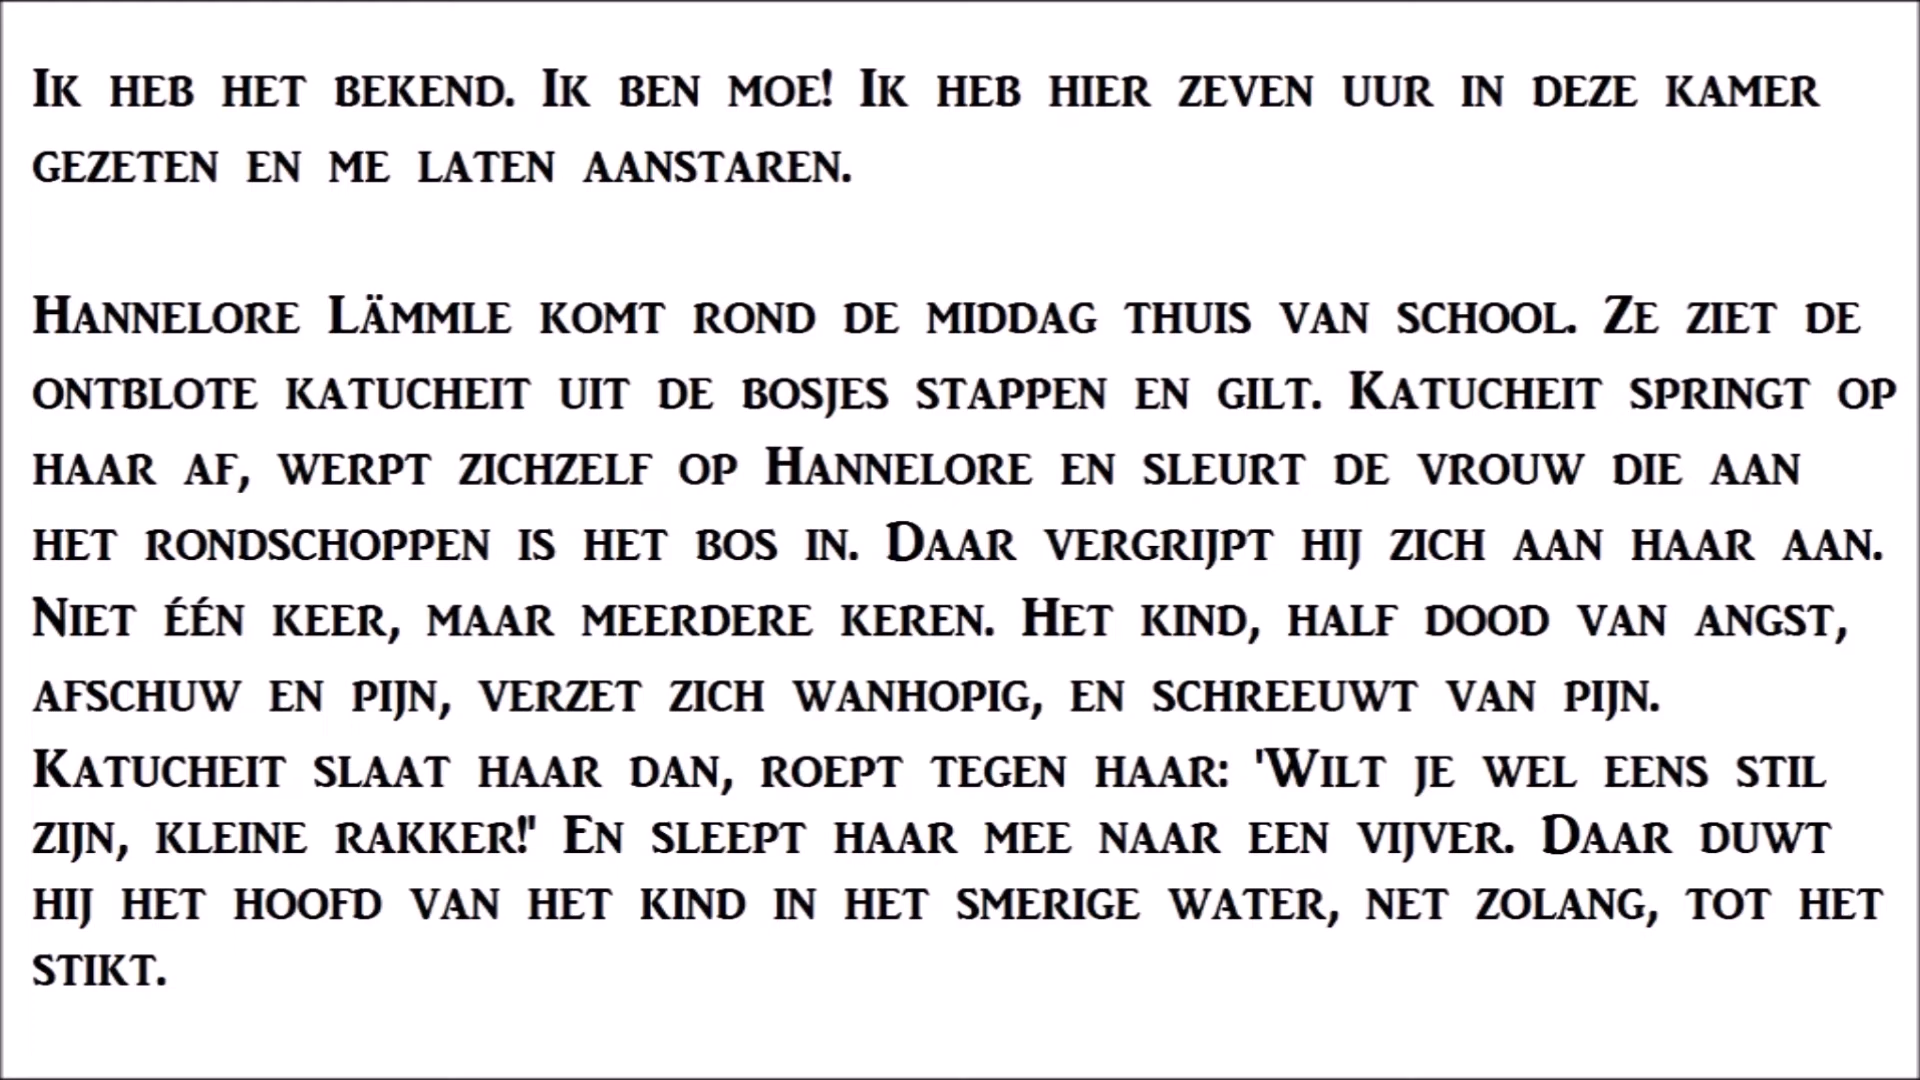 Ik heb het bekend. Ik ben moe! Ik heb hier zeven uur in deze kamer
gezeten en me laten aanstaren.
Hannelore Lämmle komt rond de middag thuis van school. Ze ziet de
ontblote katucheit uit de bosjes stappen en gilt. Katucheit springt op
haar af, werpt zichzelf op Hannelore en sleurt de vrouw die aan
het rondschoppen is het bos in. Daar vergrijpt hij zich aan haar aan.
Niet één keer, maar meerdere keren. Het kind, half dood van angst,
afschuw en pijn, verzet zich wanhopig, en schreeuwt van pijn.
Katucheit slaat haar dan, roept tegen haar: 'Wilt je wel eens stil
zijn, kleine rakker!' En sleept haar mee naar een vijver. Daar duwt
hij het hoofd van het kind in het smerige water, net zolang, tot het
stikt.